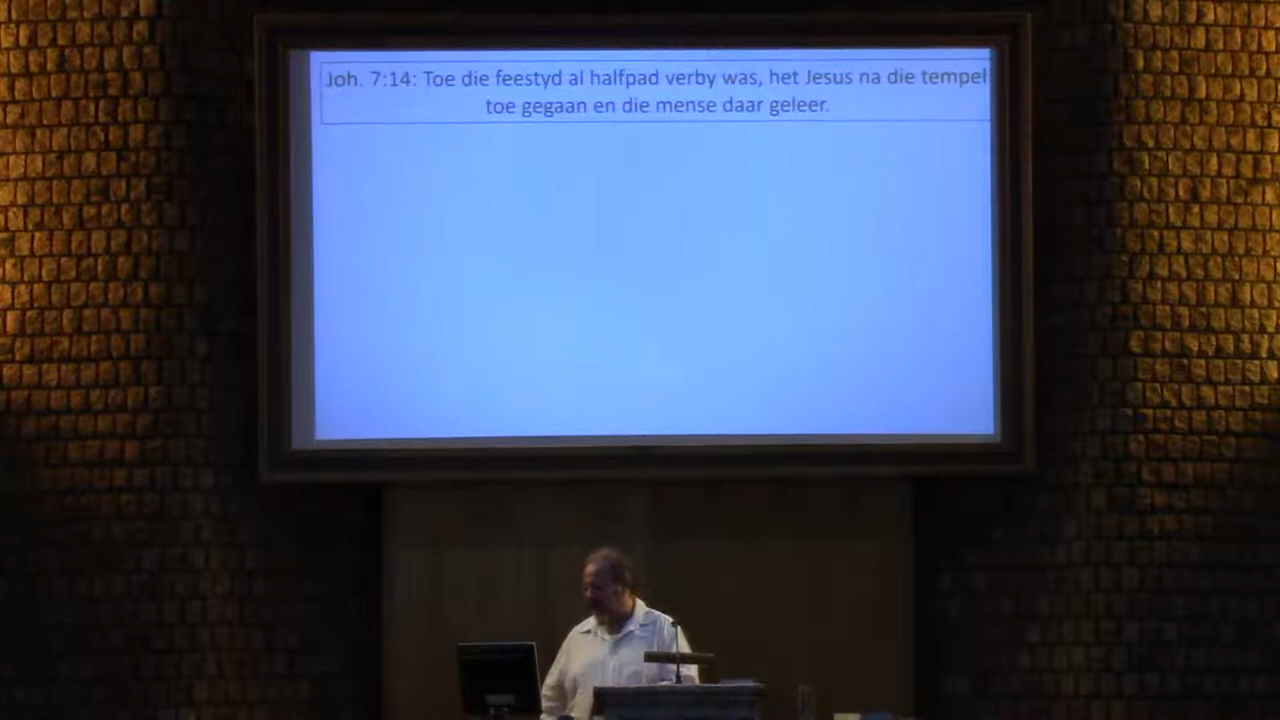 Joh. 7:14: Toe die feestyd al halfpad verby was, het Jesus na die tempel
toe gegaan en die mense daar geleer.